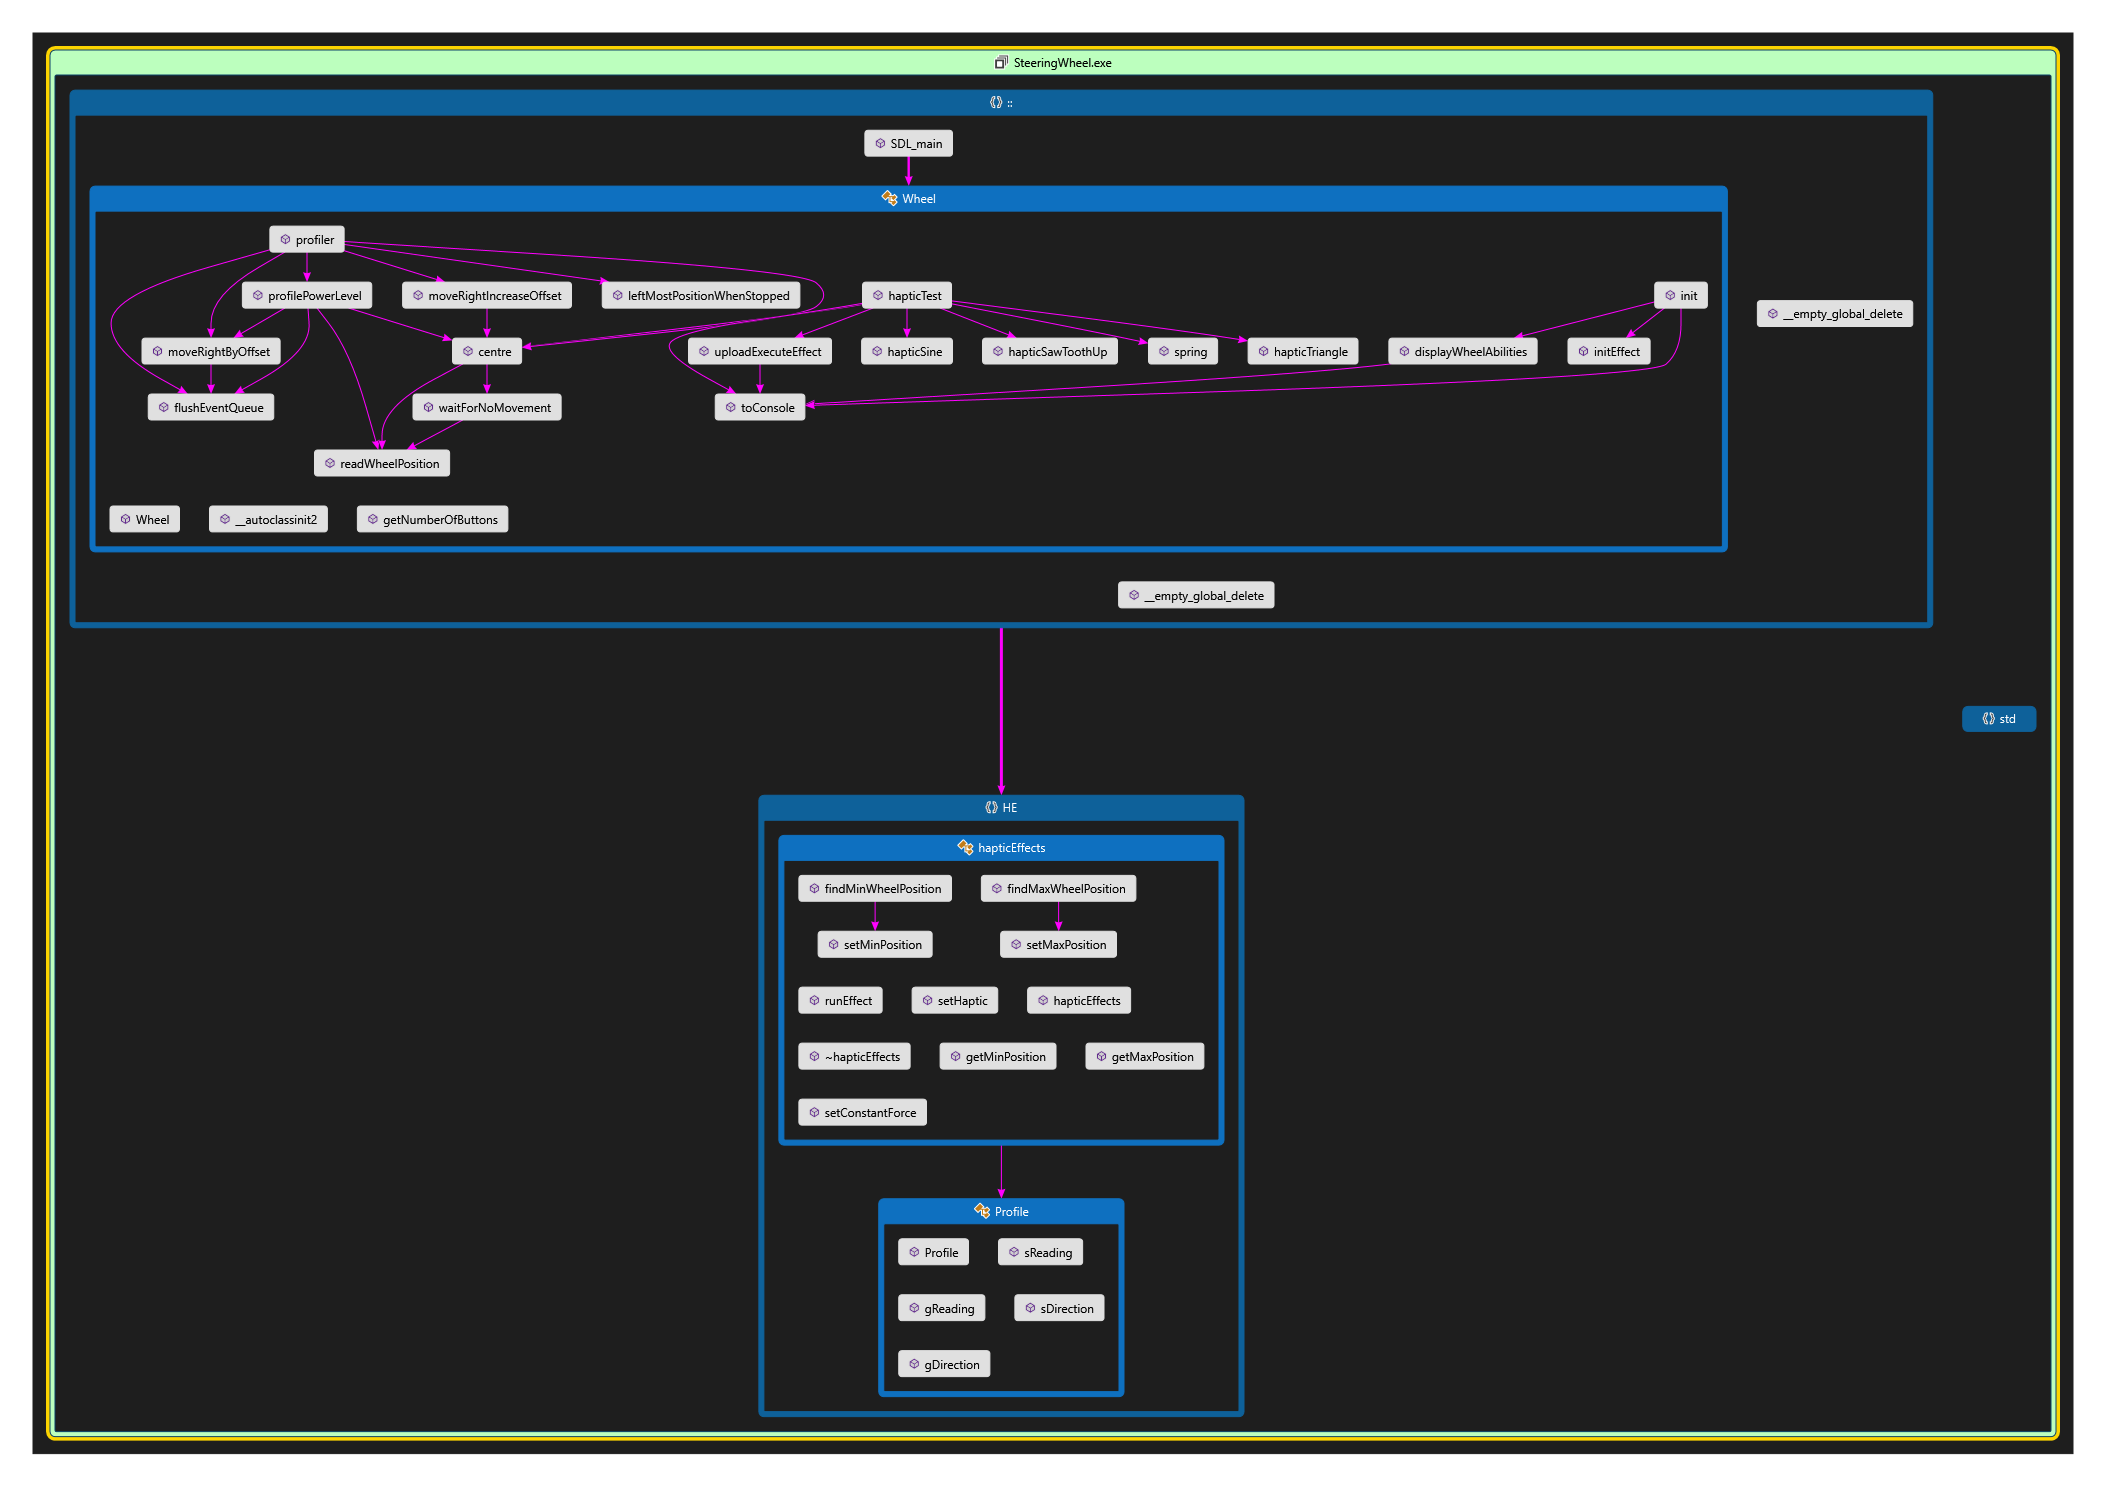 SteeringWheel.exe
::
SDL_main
Wheel
profiler
profilePowerLevel
moveRightIncreaseOffset
leftMostPositionWhenStopped
hapticTest
init
__empty_global_delete
moveRightByOffset
centre
uploadExecuteEffect
hapticSine
hapticSawToothUp
spring
hapticTriangle
displayWheelAbilities
initEffect
flushEventQueue
waitForNoMovement
toConsole
readWheelPosition
Wheel
__autoclassinit2
getNumberOfButtons
__empty_global_delete
std
HE
hapticEffects
findMinWheelPosition
findMaxWheelPosition
setMinPosition
setMaxPosition
runEffect
setHaptic
hapticEffects
~hapticEffects
getMinPosition
getMaxPosition
setConstantForce
Profile
Profile
sReading
gReading
sDirection
gDirection